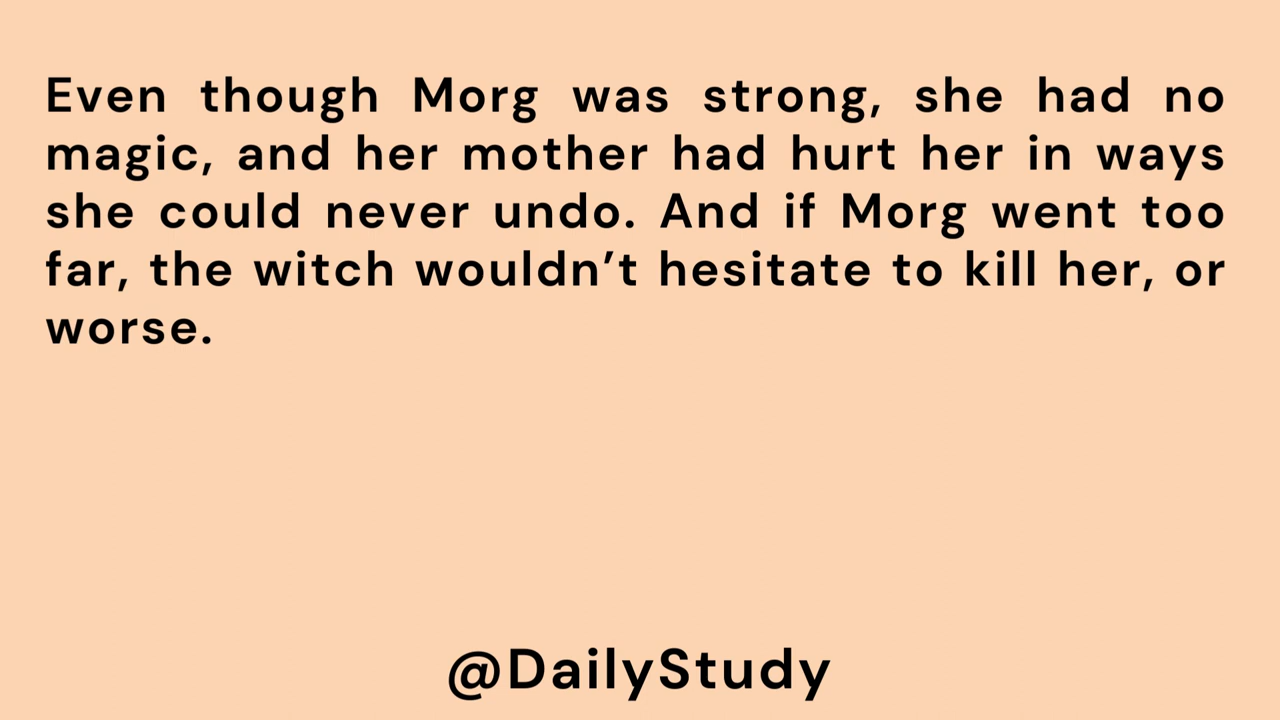 Even though Morg was strong, she had no
magic, and her mother had hurt her in ways
she could never undo. And if Morg went too
far, the witch wouldn’t hesitate to kill her, or
worse.
@DailyStudy